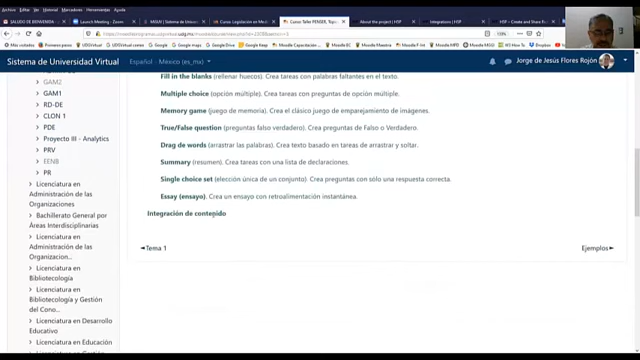 Archivo Editar Ver Historial Marcadores Herramientas Ayuda
Sistema de Universidad Virtual Español - México (es_mx) Jorge de Jesús Flores Rojón
GAM2
GAM1
RD-DE
CLON 1
PDE
Proyecto III - Analytics
PRV
EENB
PR
Licenciatura en
Administración de las
Organizaciones
Bachillerato General por
Áreas Interdisciplinarias
Licenciatura en
Administración de las
Organizacion...
Licenciatura en
Bibliotecología
Licenciatura en
Bibliotecología y Gestión
del Cono...
Licenciatura en Desarrollo
Educativo
Licenciatura en Educación
Fill in the blanks (rellenar huecos). Crea tareas con palabras faltantes en el texto.
Multiple choice (opción múltiple). Crea tareas con preguntas de opción múltiple.
Memory game (juego de memoria). Crea el clásico juego de emparejamiento de imágenes.
True/False question (preguntas falso verdadero). Crea preguntas de Falso o Verdadero.
Drag de words (arrastrar las palabras). Crea texto basado en tareas de arrastrar y soltar.
Summary (resumen). Crea tareas con una lista de declaraciones.
Single choice set (elección única de un conjunto). Crea preguntas con sólo una respuesta correcta.
Essay (ensayo). Crea un ensayo con retroalimentación instantánea.
Integración de contenido
◄Tema 1
Ejemplos►